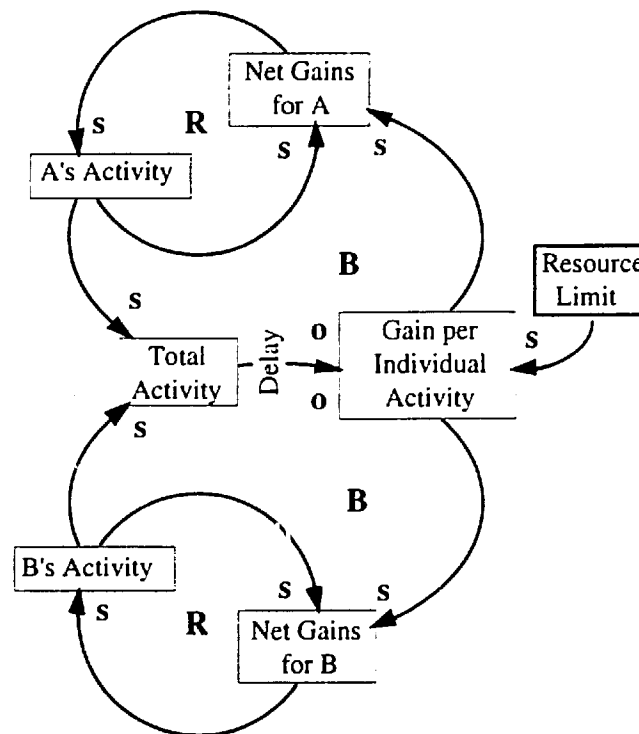 Net Gains
for A
R
s
s
s
A's Activity
B
Resource
Limit
s
o
Gain per
Individual
Activity
s
Total
Activity
Delay
o
s
B
B's Activity
s
s
s
R
Net Gains
for B